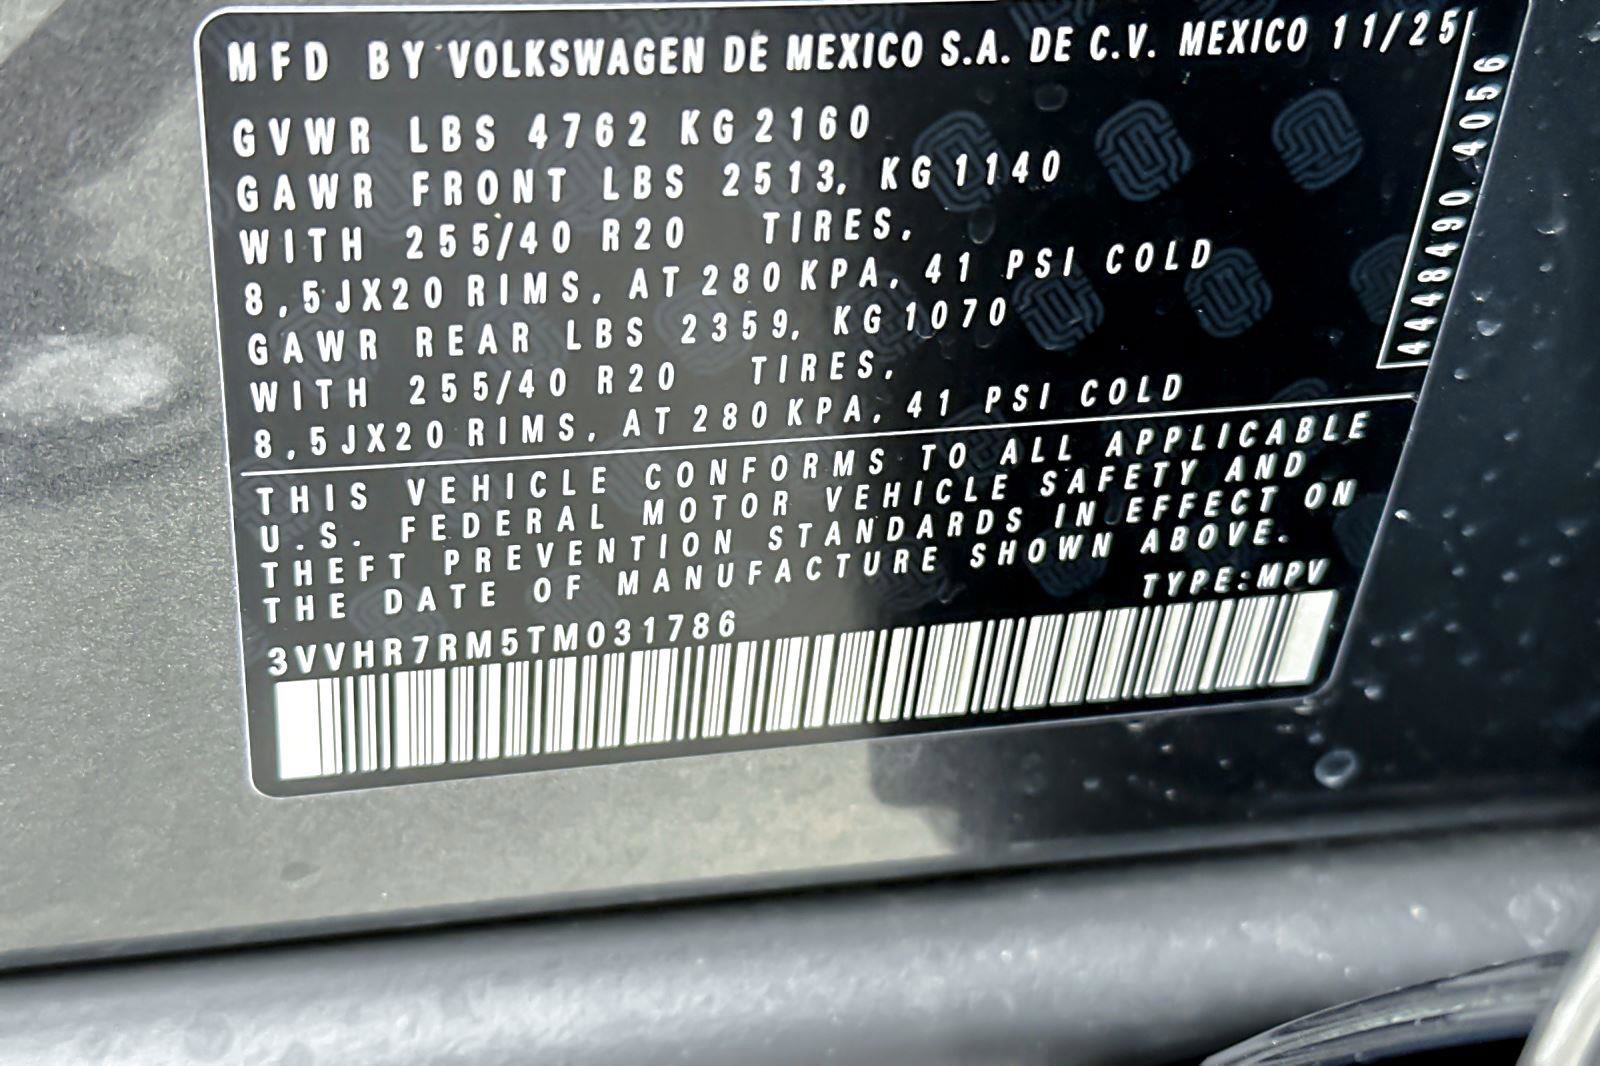 MFD BY VOLKSWAGEN DE MEXICO S.A. DE C.V. MEXICO 11/25
GVWR LBS 4762 KG 2160
GAWR FRONT LBS 2513, KG 1140
WITH 255/40 R20 TIRES,
8,5JX20 RIMS, AT 280 KPA, 41 PSI COLD
GAWR REAR LBS 2359, KG 1070
WITH 255/40 R20 TIRES,
8,5JX20 RIMS, AT 280 KPA, 41 PSI COLD
4448490 4056
THIS VEHICLE CONFORMS TO ALL APPLICABLE
U.S. FEDERAL MOTOR VEHICLE SAFETY AND
THEFT PREVENTION STANDARDS IN EFFECT ON
THE DATE OF MANUFACTURE SHOWN ABOVE.
TYPE:MPV
3VVHR7RM5TM031786